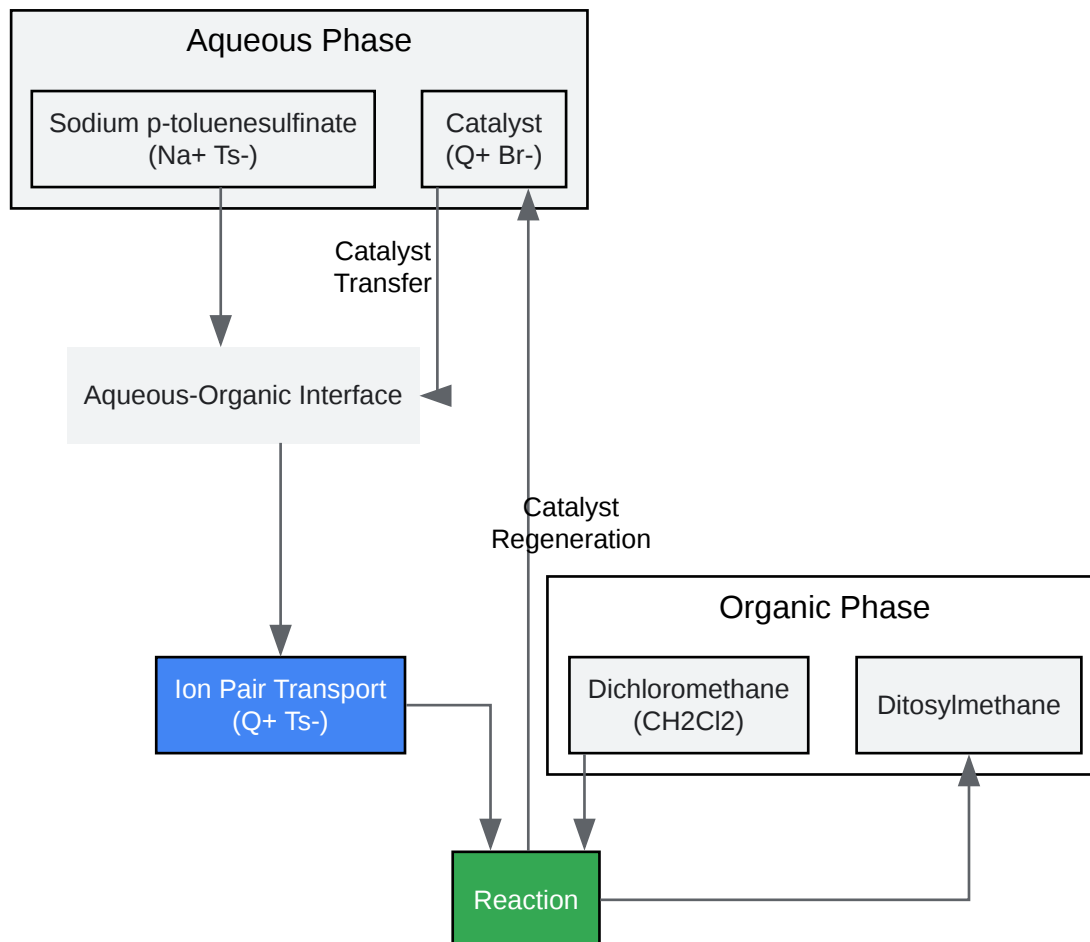 Aqueous Phase
Sodium p-toluenesulfinate
(Na+ Ts-)
Catalyst
(Q+ Br-)
Catalyst
Transfer
Aqueous-Organic Interface
Catalyst
Regeneration
Organic Phase
Ion Pair Transport
(Q+ Ts-)
Dichloromethane
(CH2Cl2)
Ditosylmethane
Reaction